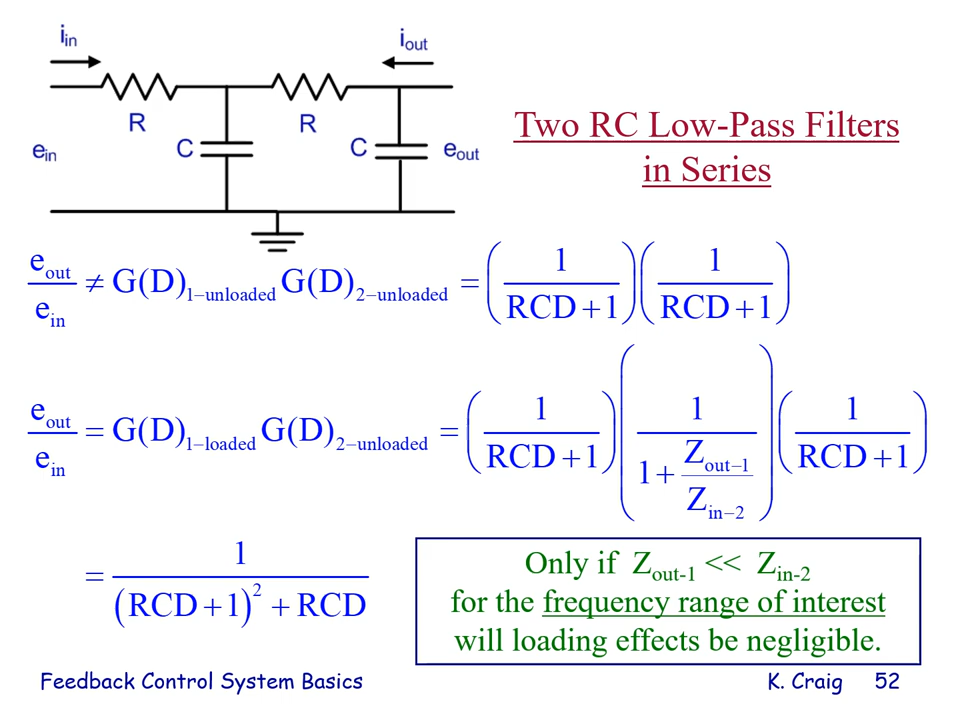 i_in
i_out
R
R
C
C
e_in
e_out
Two RC Low-Pass Filters
in Series
e_out / e_in ≠ G(D)_1−unloaded G(D)_2−unloaded = (1 / (RCD + 1)) (1 / (RCD + 1))
e_out / e_in = G(D)_1−loaded G(D)_2−unloaded = (1 / (RCD + 1)) (1 / (1 + Z_out−1 / Z_in−2)) (1 / (RCD + 1))
= 1 / ((RCD + 1)^2 + RCD)
Only if Z_out-1 << Z_in-2
for the frequency range of interest
will loading effects be negligible.
Feedback Control System Basics
K. Craig 52